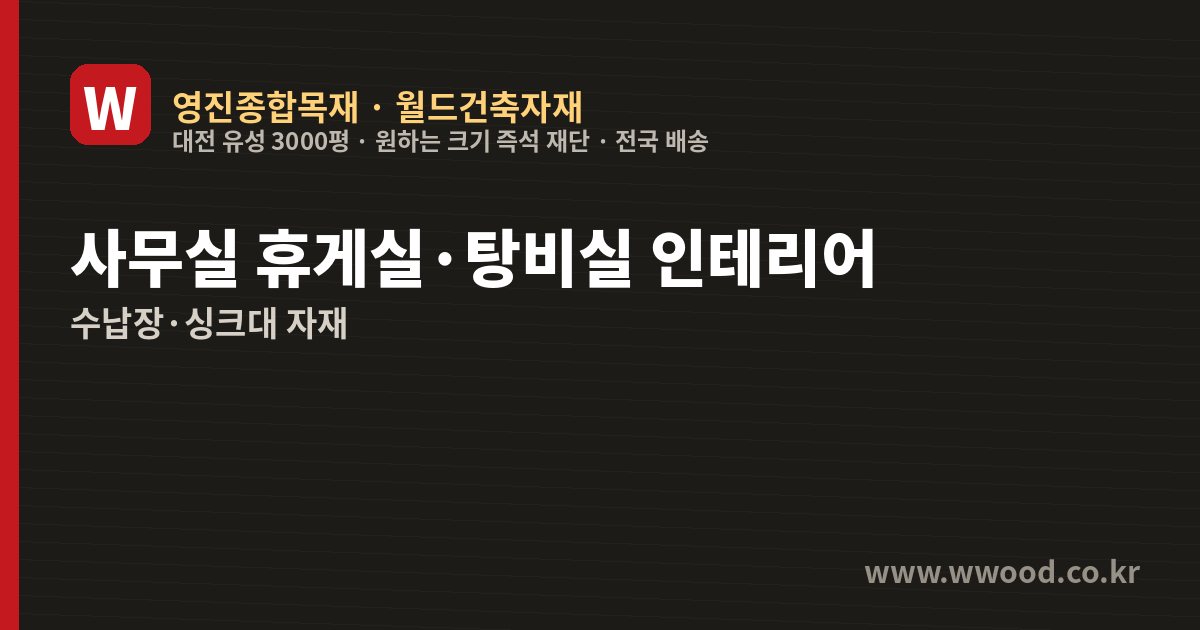 W
영진종합목재 · 월드건축자재
대전 유성 3000평 · 원하는 크기 즉석 재단 · 전국 배송
사무실 휴게실·탕비실 인테리어
수납장·싱크대 자재
www.wwood.co.kr